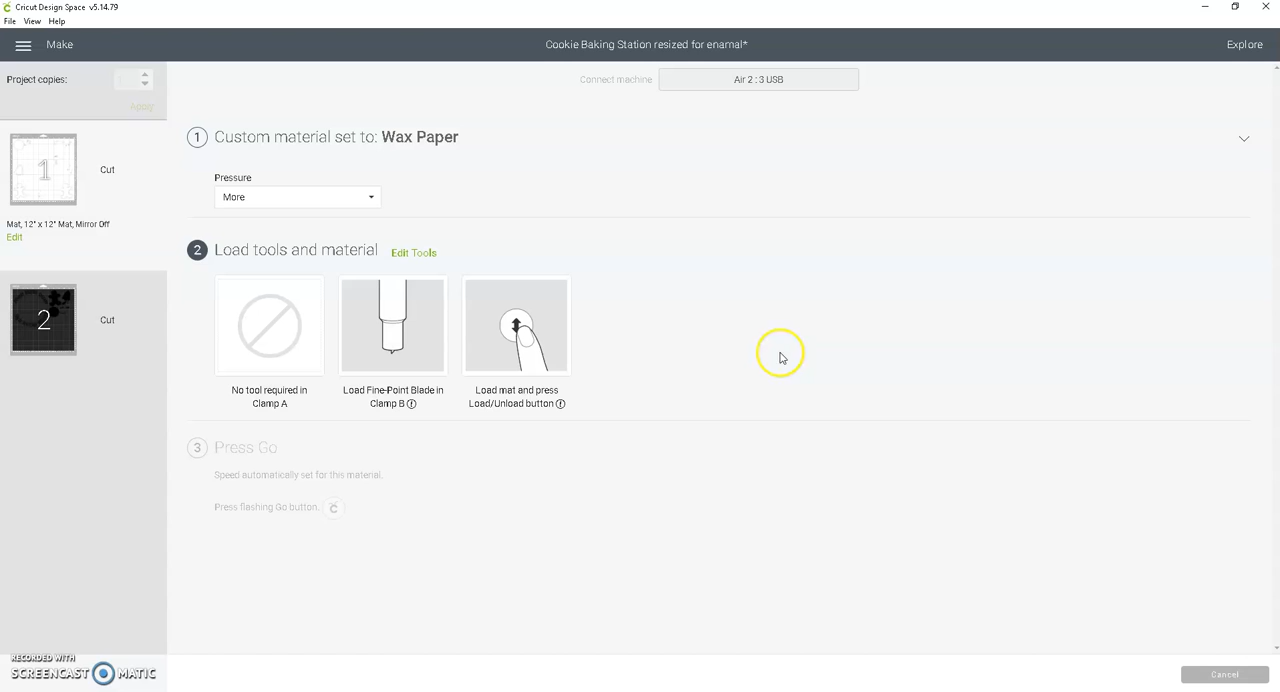 Cricut Design Space v5.14.79
File View Help
Make
Cookie Baking Station resized for enamal*
Explore
Project copies:
Connect machine
Air 2 : 3 USB
Apply
1 Custom material set to: Wax Paper
1
Cut
Pressure
More
Mat, 12" x 12" Mat, Mirror Off
Edit
2 Load tools and material Edit Tools
2
Cut
No tool required in
Clamp A
Load Fine-Point Blade in
Clamp B
Load mat and press
Load/Unload button
3 Press Go
Speed automatically set for this material.
Press flashing Go button.
RECORDED WITH
SCREENCAST MATIC
Cancel